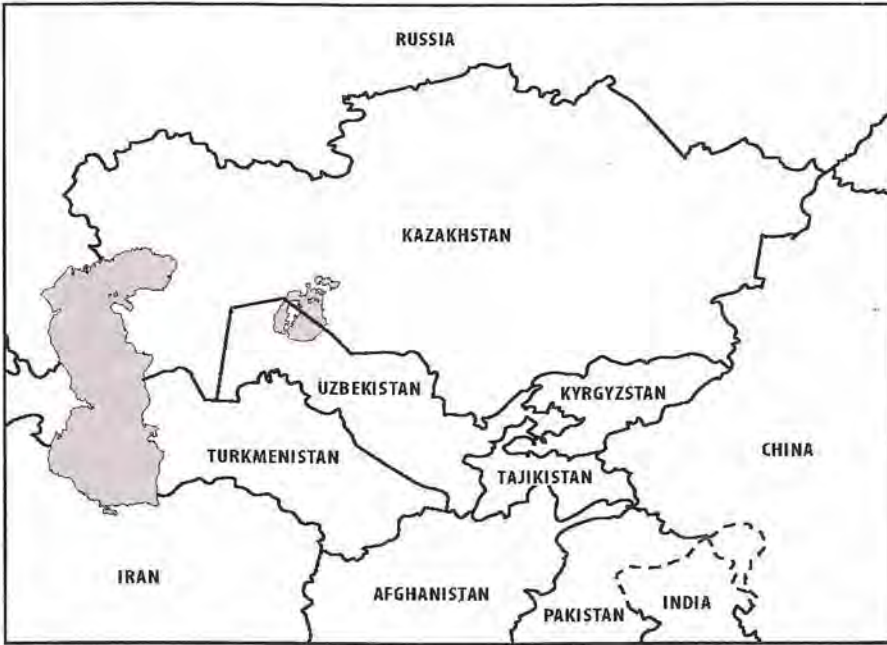 RUSSIA
KAZAKHSTAN
UZBEKISTAN
KYRGYZSTAN
CHINA
TURKMENISTAN
TAJIKISTAN
IRAN
AFGHANISTAN
PAKISTAN
INDIA